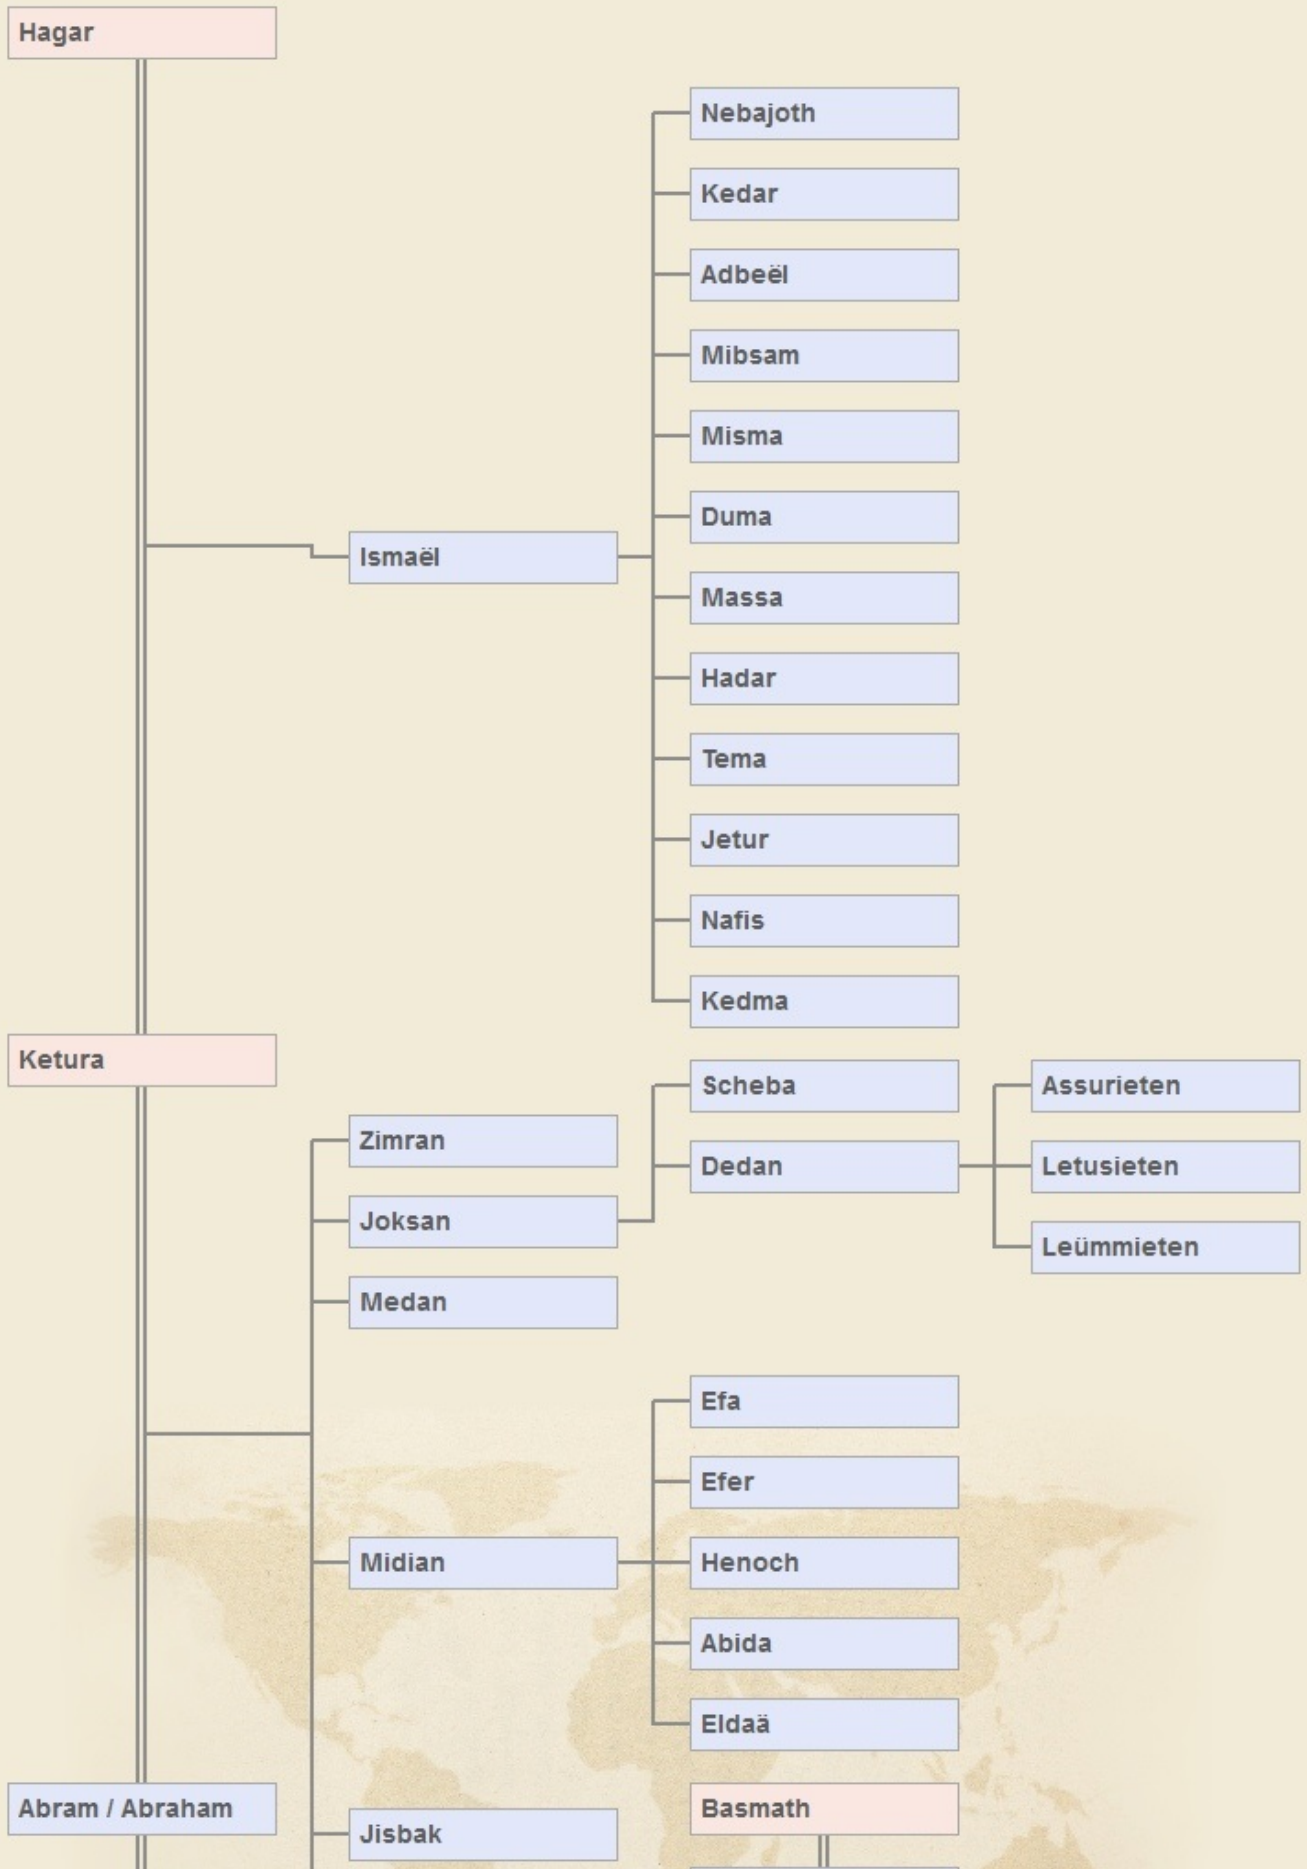 Hagar
Nebajoth
Kedar
Adbeël
Mibsam
Misma
Duma
Ismaël
Massa
Hadar
Tema
Jetur
Nafis
Kedma
Ketura
Scheba
Assurieten
Zimran
Dedan
Letusieten
Joksan
Leümmieten
Medan
Efa
Efer
Midian
Henoch
Abida
Eldaä
Abram / Abraham
Basmath
Jisbak